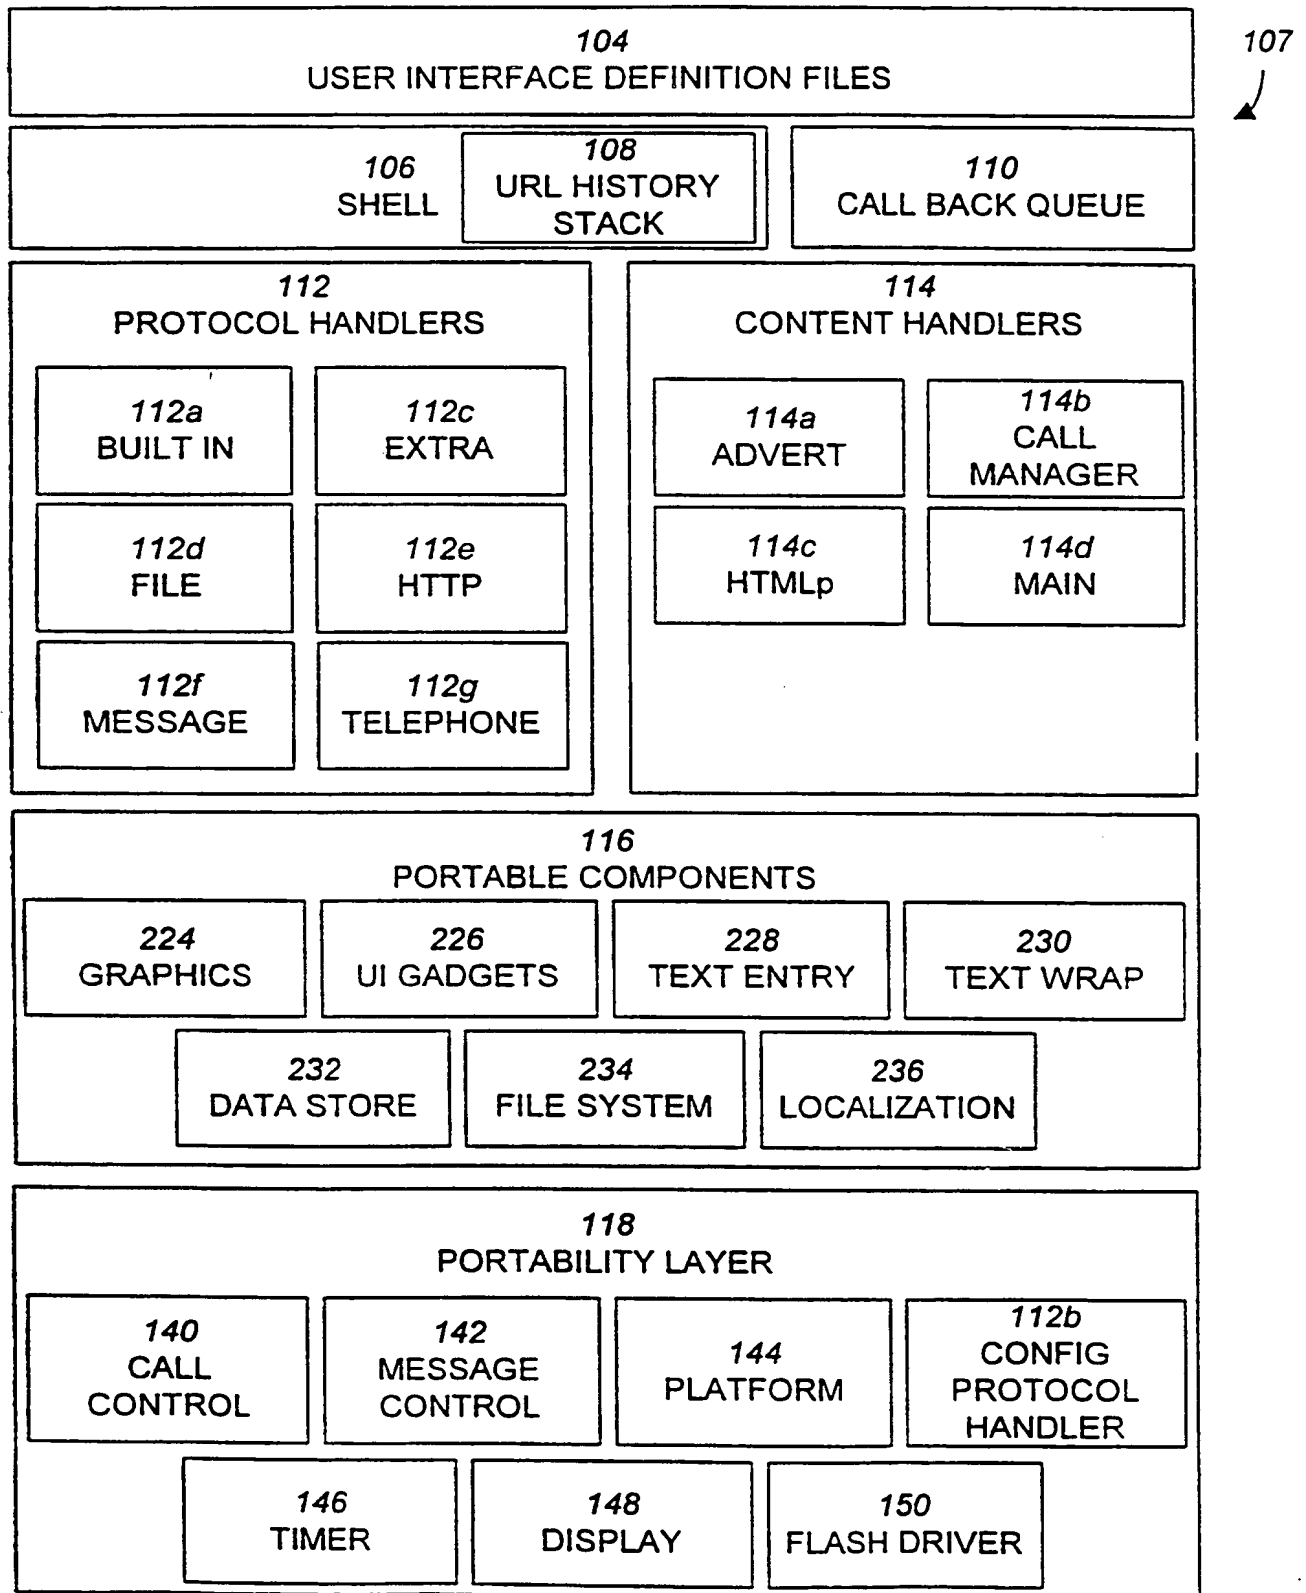 104
USER INTERFACE DEFINITION FILES
107
106
SHELL
108
URL HISTORY
STACK
110
CALL BACK QUEUE
112
PROTOCOL HANDLERS
112a
BUILT IN
112c
EXTRA
112d
FILE
112e
HTTP
112f
MESSAGE
112g
TELEPHONE
114
CONTENT HANDLERS
114a
ADVERT
114b
CALL
MANAGER
114c
HTMLp
114d
MAIN
116
PORTABLE COMPONENTS
224
GRAPHICS
226
UI GADGETS
228
TEXT ENTRY
230
TEXT WRAP
232
DATA STORE
234
FILE SYSTEM
236
LOCALIZATION
118
PORTABILITY LAYER
140
CALL
CONTROL
142
MESSAGE
CONTROL
144
PLATFORM
112b
CONFIG
PROTOCOL
HANDLER
146
TIMER
148
DISPLAY
150
FLASH DRIVER